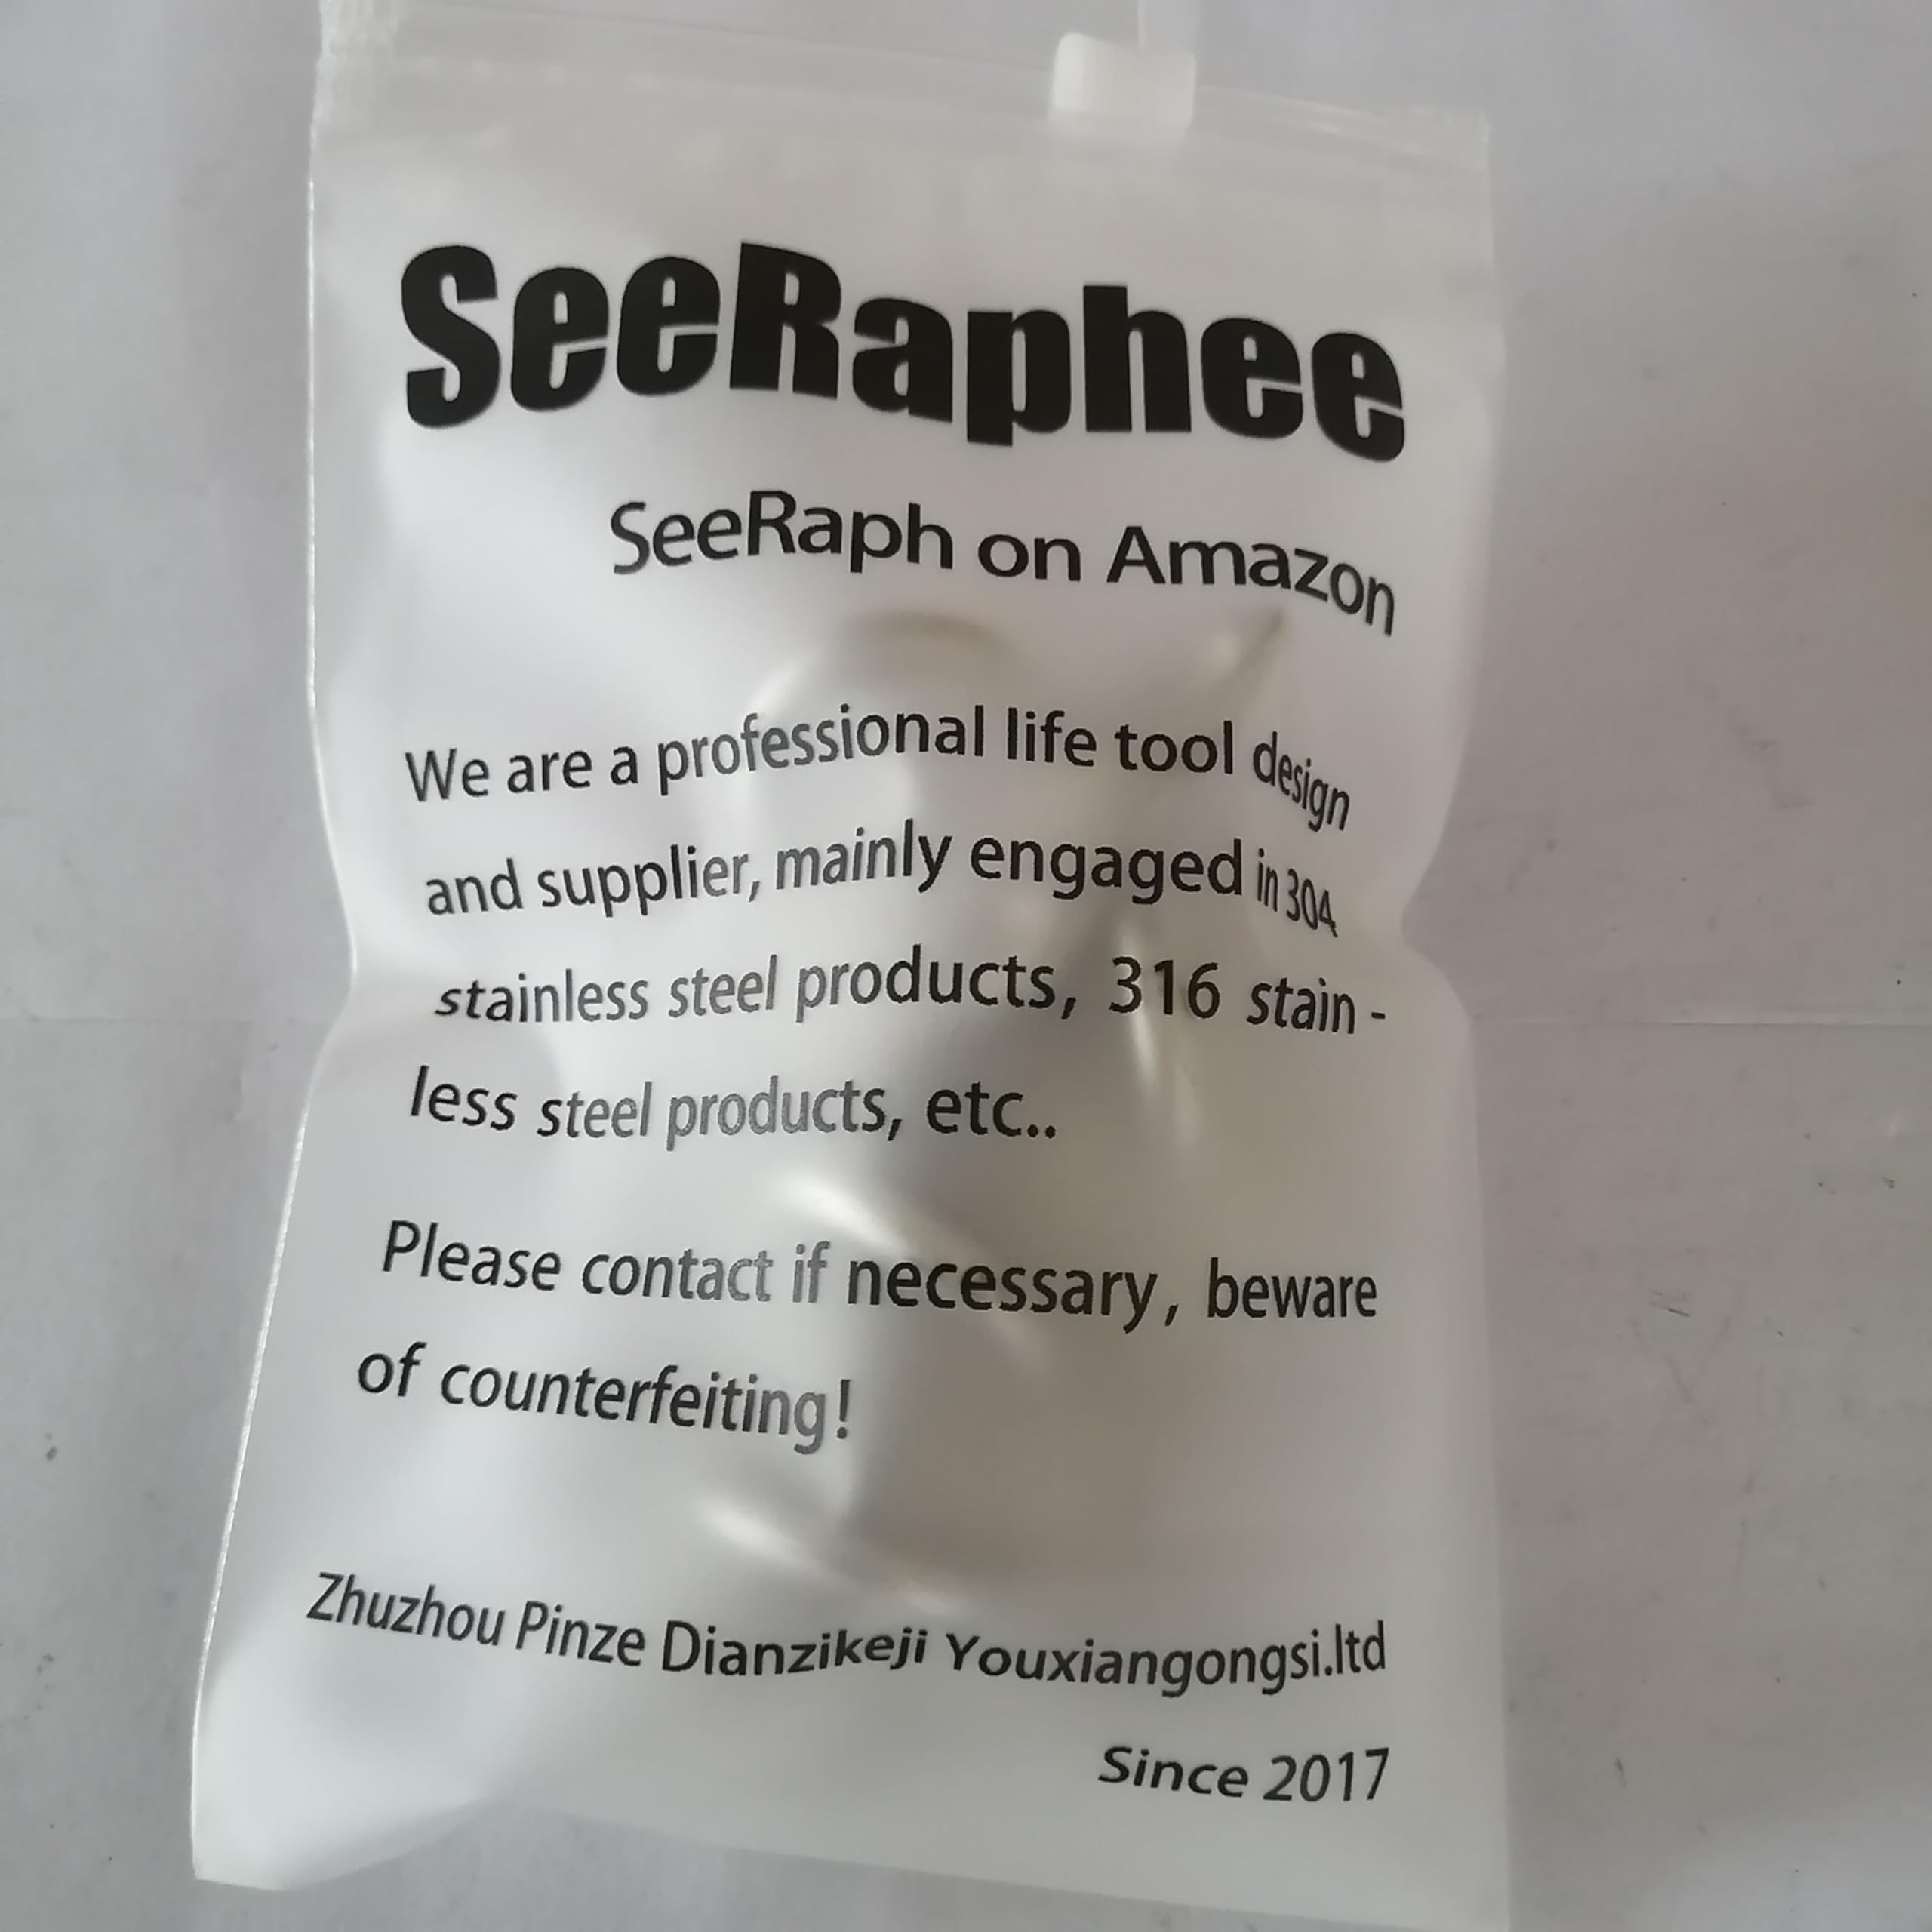 SeeRaphee
SeeRaph on Amazon
We are a professional life tool design
and supplier, mainly engaged in 304
stainless steel products, 316 stain -
less steel products, etc..
Please contact if necessary, beware
of counterfeiting!
Zhuzhou Pinze Dianzikeji Youxiangongsi.ltd
Since 2017